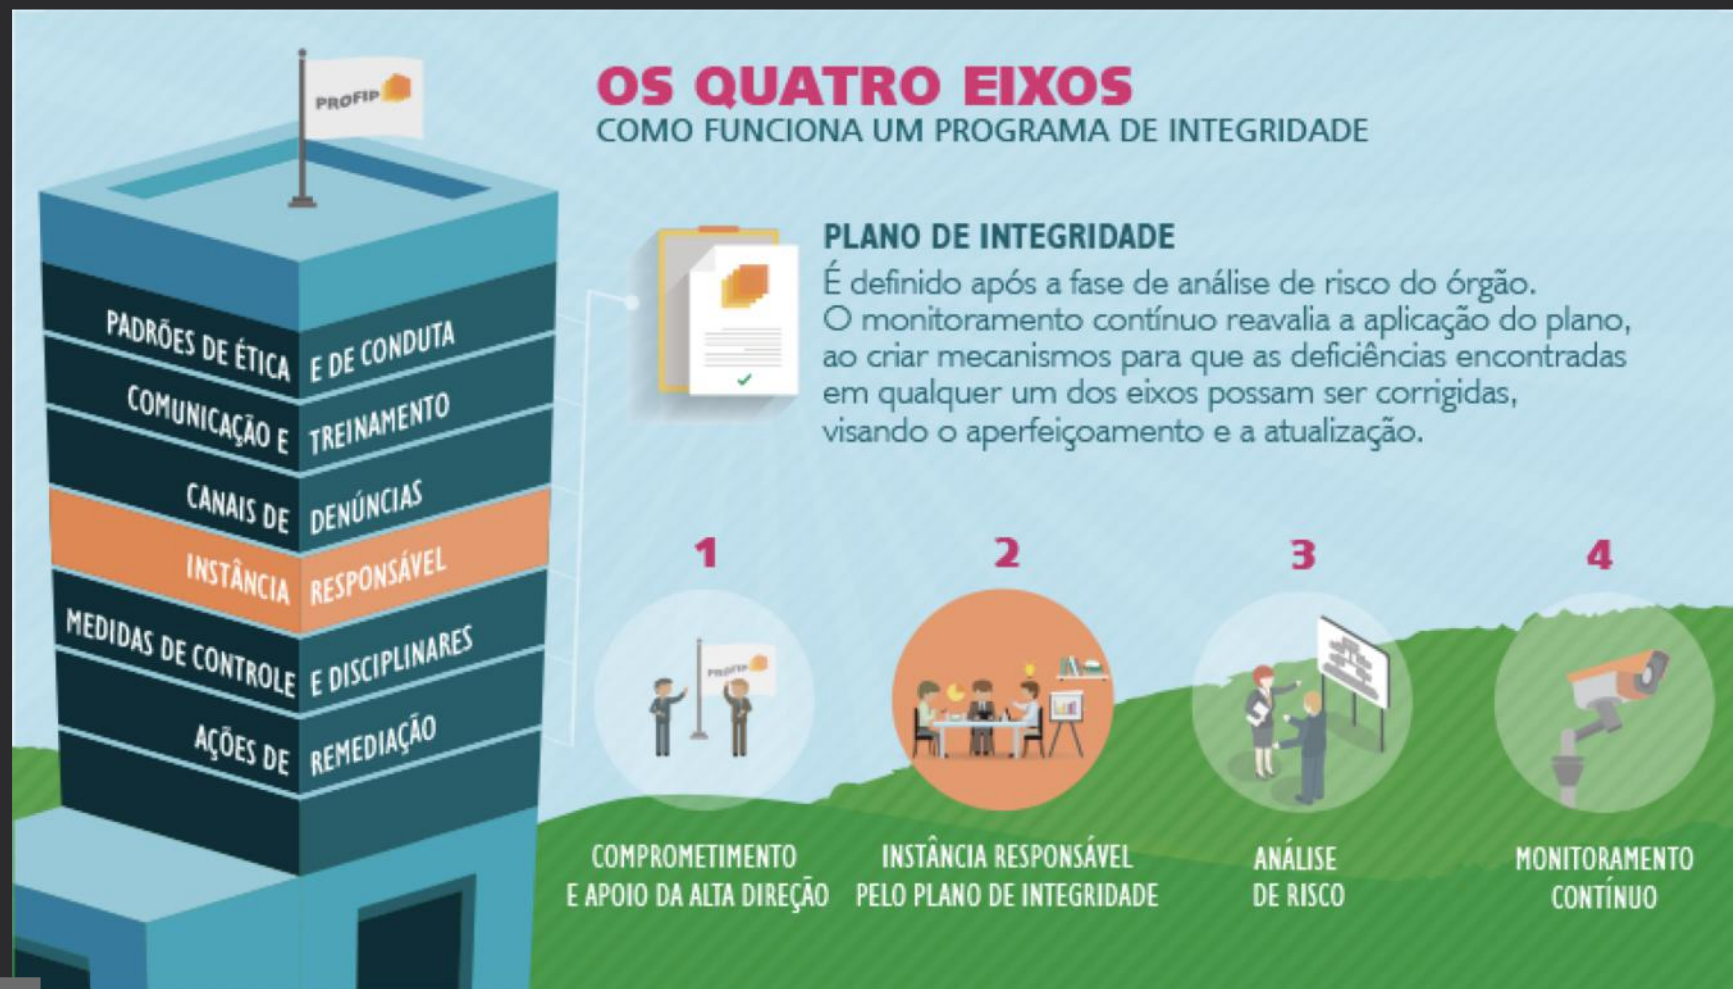 PROFIP
OS QUATRO EIXOS
COMO FUNCIONA UM PROGRAMA DE INTEGRIDADE
PLANO DE INTEGRIDADE
É definido após a fase de análise de risco do órgão.
O monitoramento contínuo reavalia a aplicação do plano,
ao criar mecanismos para que as deficiências encontradas
em qualquer um dos eixos possam ser corrigidas,
visando o aperfeiçoamento e a atualização.
PADRÕES DE ÉTICA E DE CONDUTA
COMUNICAÇÃO E TREINAMENTO
CANAIS DE DENÚNCIAS
INSTÂNCIA RESPONSÁVEL
MEDIDAS DE CONTROLE E DISCIPLINARES
AÇÕES DE REMEDIAÇÃO
1
PROFIP
COMPROMETIMENTO
E APOIO DA ALTA DIREÇÃO
2
INSTÂNCIA RESPONSÁVEL
PELO PLANO DE INTEGRIDADE
3
ANÁLISE
DE RISCO
4
MONITORAMENTO
CONTÍNUO